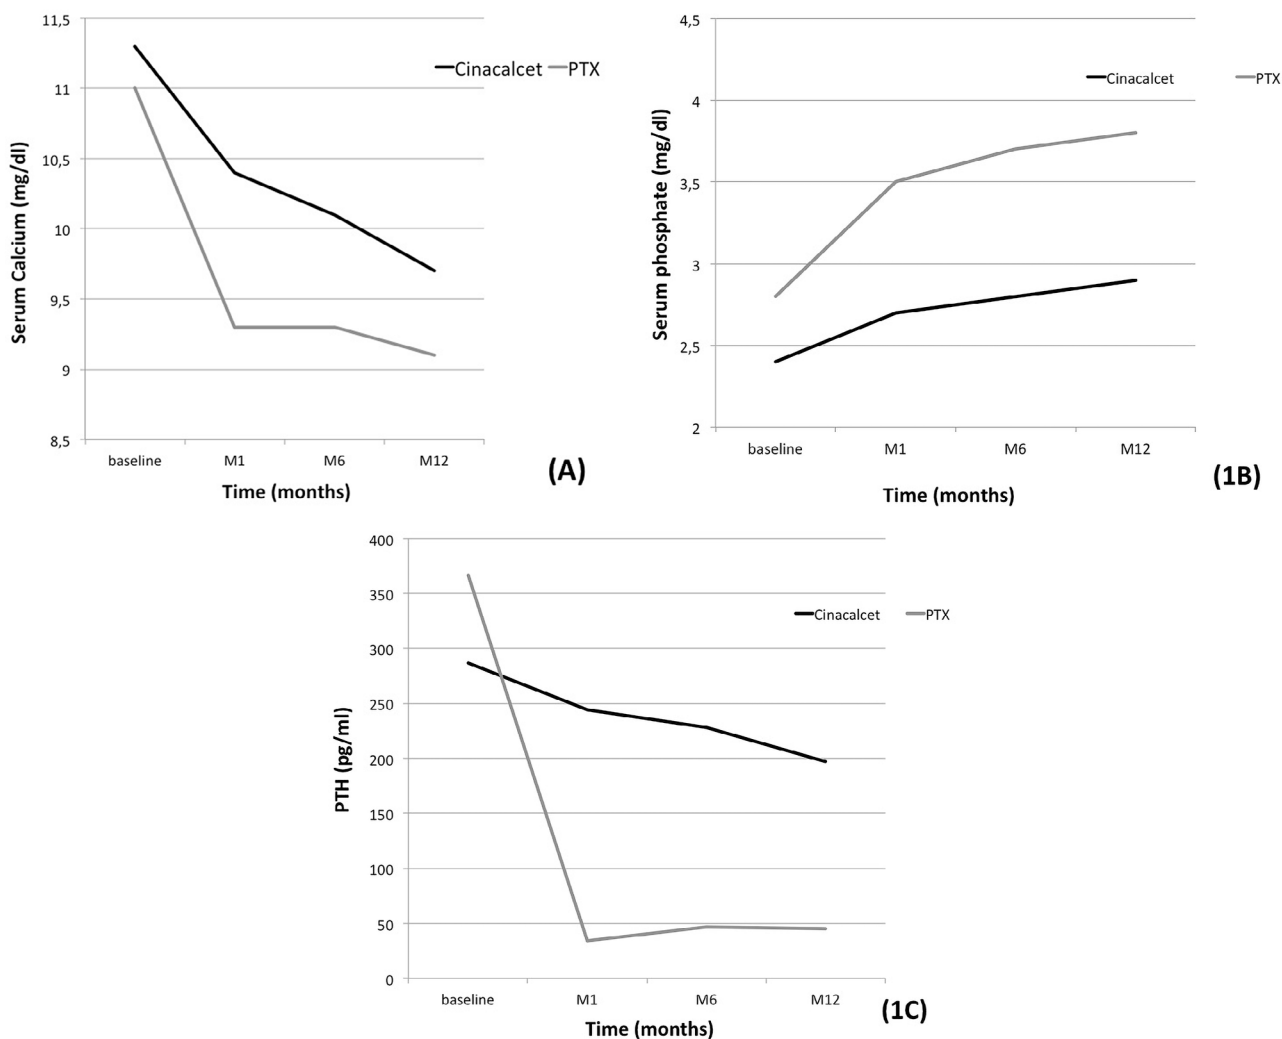 11,5
11
10,5
10
9,5
9
8,5
Serum Calcium (mg/dl)
Cinacalcet PTX
baseline M1 M6 M12
Time (months)
(A)
4,5
4
3,5
3
2,5
2
Serum phosphate (mg/dl)
Cinacalcet PTX
baseline M1 M6 M12
Time (months)
(1B)
400
350
300
250
200
150
100
50
0
PTH (pg/ml)
Cinacalcet PTX
baseline M1 M6 M12
Time (months)
(1C)